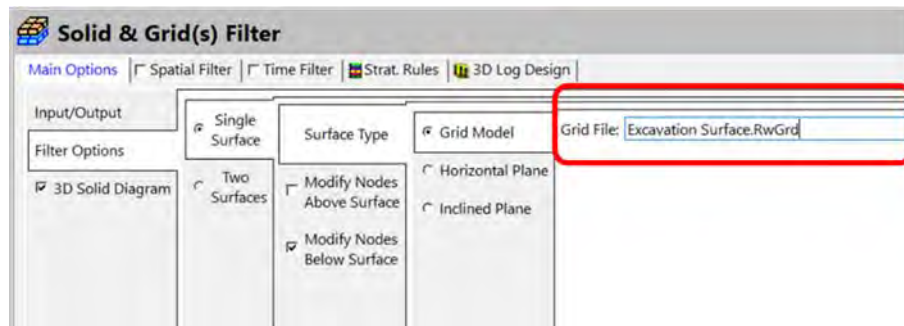 Solid & Grid(s) Filter
Main Options Spatial Filter Time Filter Strat. Rules 3D Log Design
Input/Output
Filter Options
3D Solid Diagram
Single
Surface
Two
Surfaces
Surface Type
Modify Nodes
Above Surface
Modify Nodes
Below Surface
Grid Model
Horizontal Plane
Inclined Plane
Grid File: Excavation Surface.RwGrd